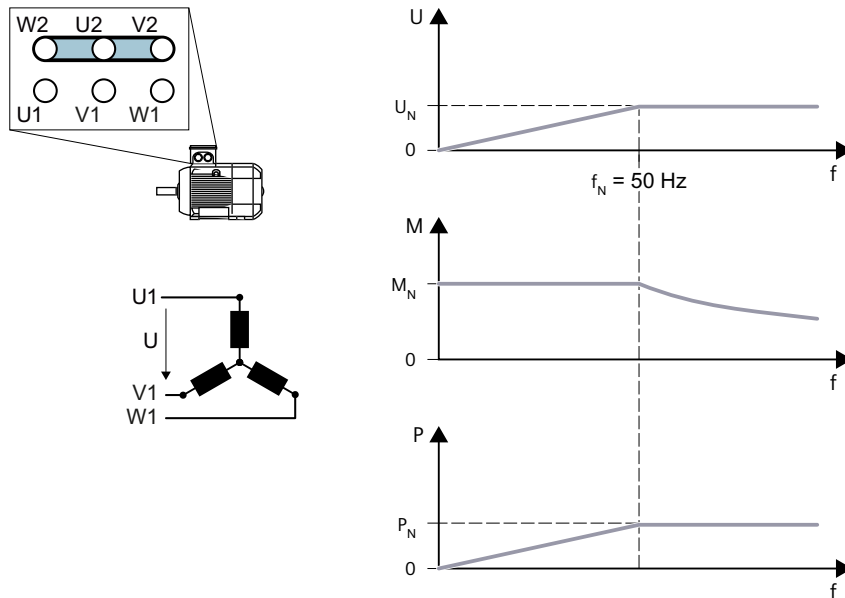 W2 U2 V2
U1 V1 W1
U1
U
V1
W1
U
U_N
0
f
f_N = 50 Hz
M
M_N
0
f
P
P_N
0
f